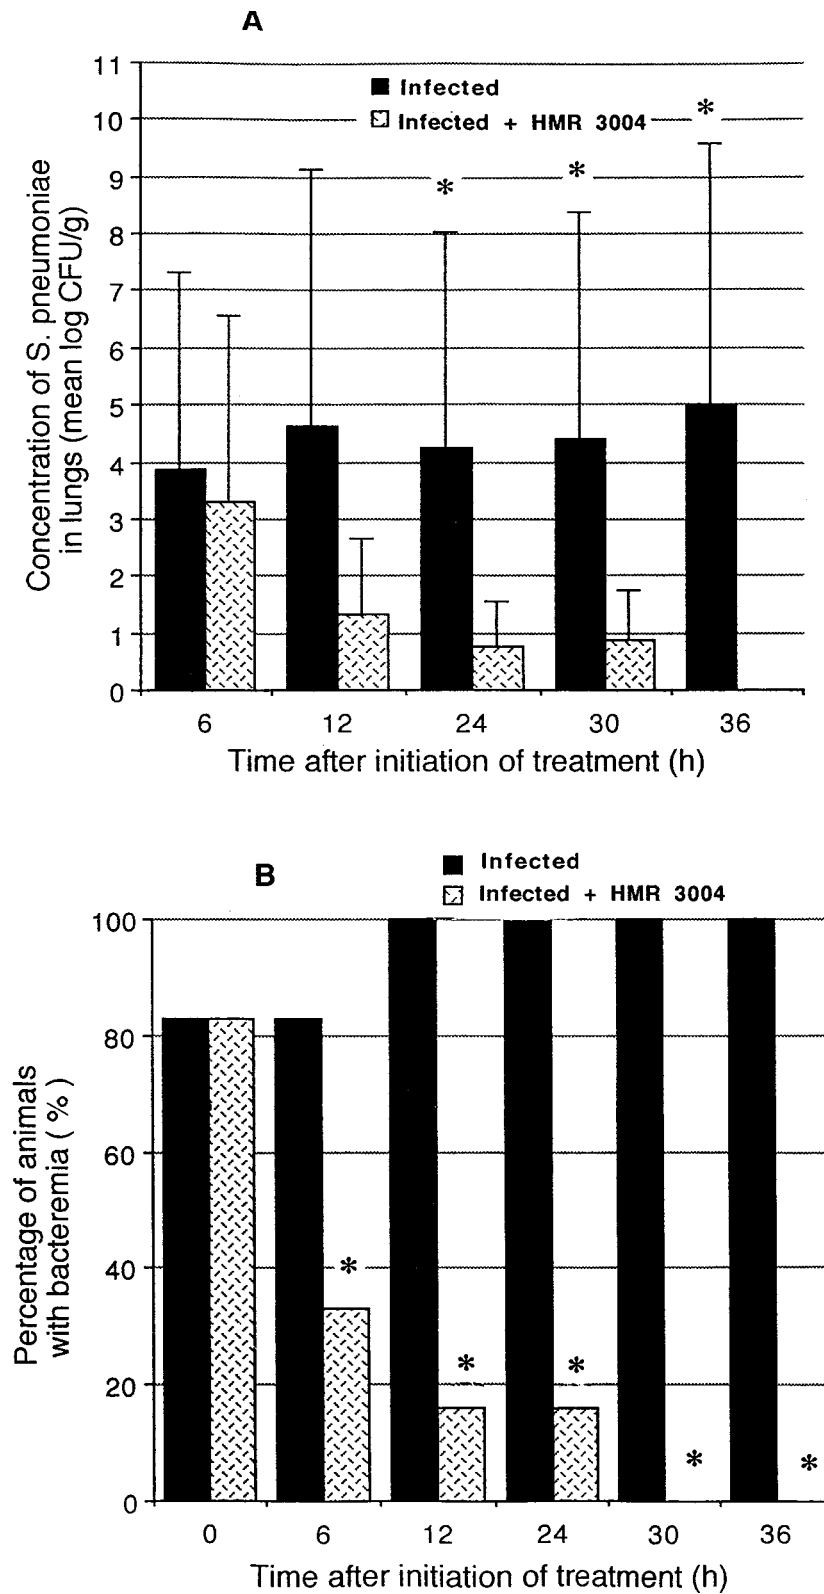 A
Infected
Infected + HMR 3004
Concentration of S. pneumoniae
in lungs (mean log CFU/g)
11
10
9
8
7
6
5
4
3
2
1
0
*
*
*
6 12 24 30 36
Time after initiation of treatment (h)
B
Infected
Infected + HMR 3004
Percentage of animals
with bacteremia ( %)
100
80
60
40
20
0
*
*
*
*
*
0 6 12 24 30 36
Time after initiation of treatment (h)